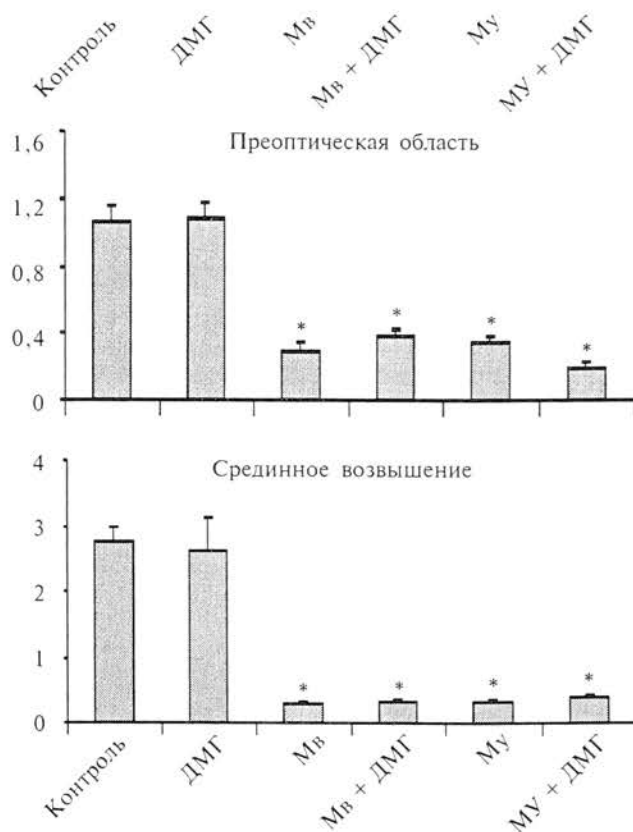 Контроль
ДМГ
Мв
Мв + ДМГ
Му
МУ + ДМГ
Преоптическая область
1,6
1,2
0,8
0,4
0
*
*
*
*
Срединное возвышение
4
3
2
1
0
*
*
*
*
Контроль
ДМГ
Мв
Мв + ДМГ
Му
МУ + ДМГ